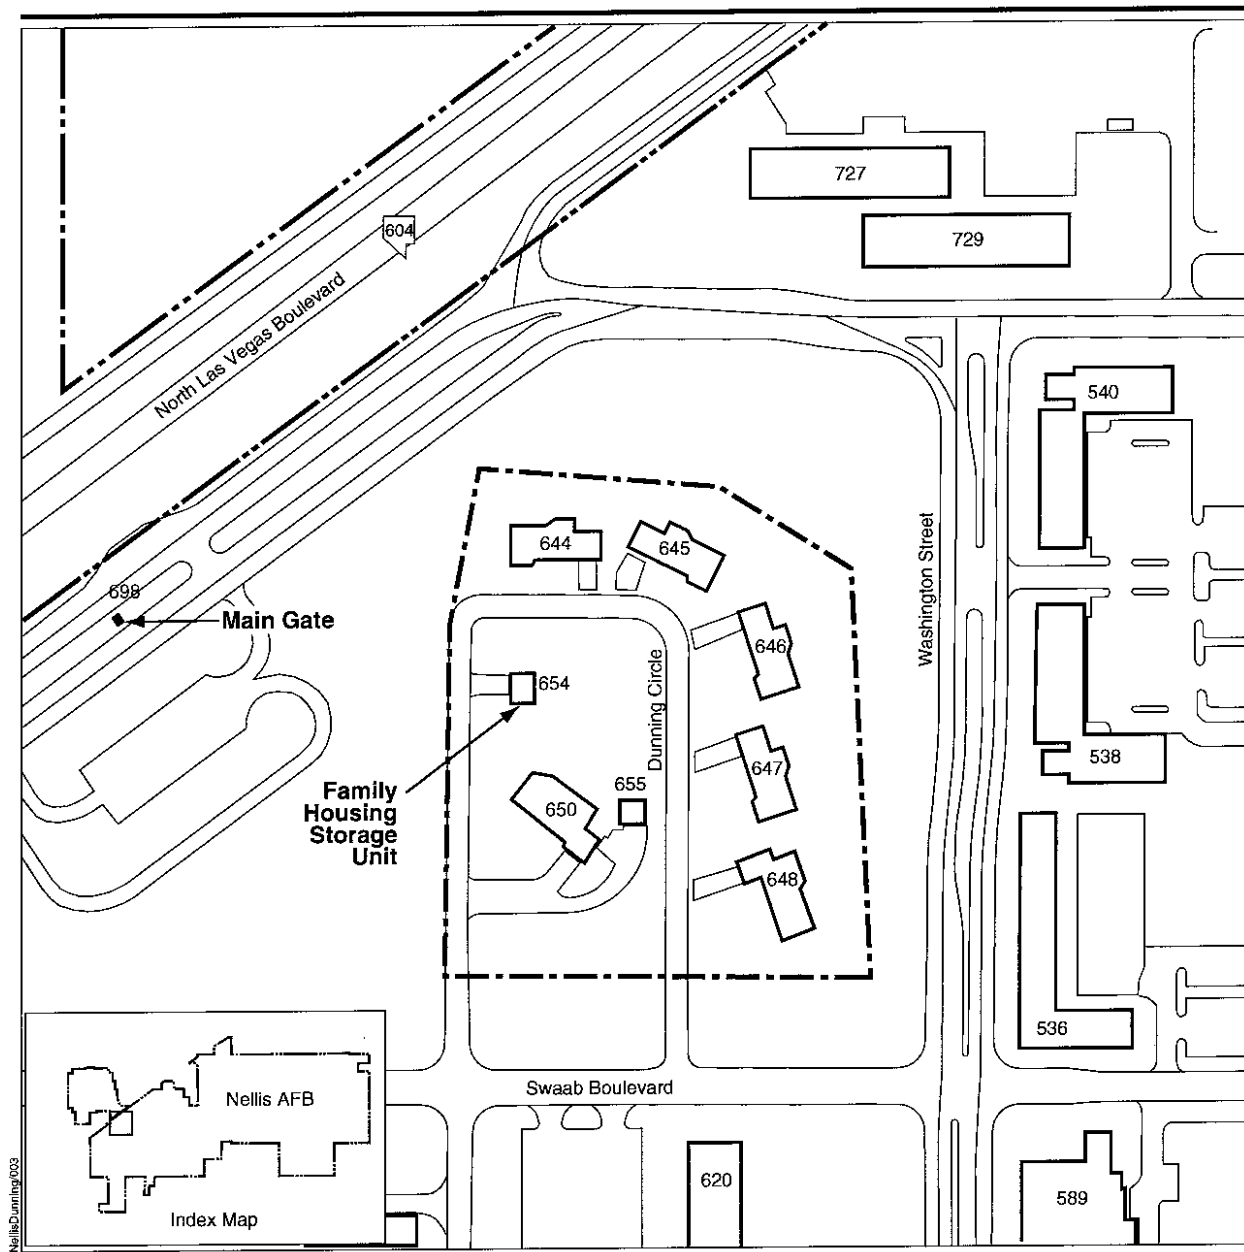 727
604
729
North Las Vegas Boulevard
540
644
645
698
Main Gate
Washington Street
646
Dunning Circle
654
647
538
Family
Housing
Storage
Unit
655
650
648
536
Swaab Boulevard
Nellis AFB
620
589
Index Map
NellisDunning/003